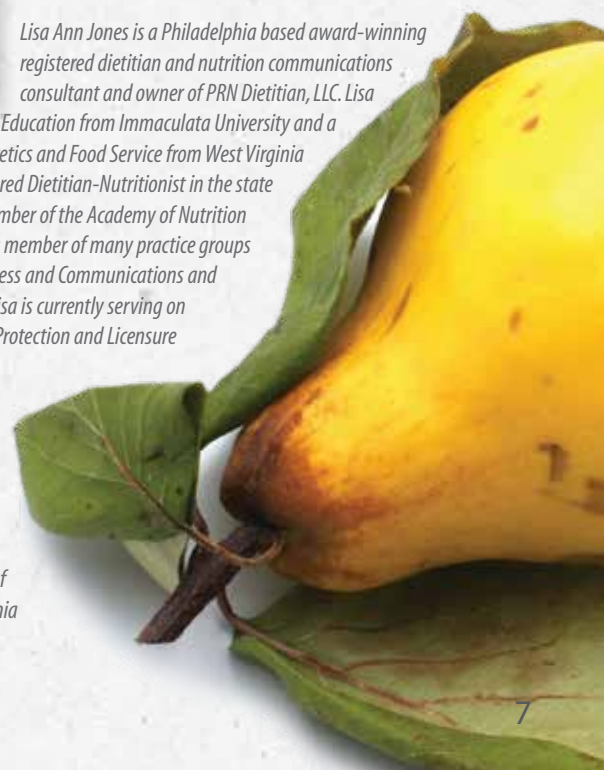 Lisa Ann Jones is a Philadelphia based award-winning
registered dietitian and nutrition communications
consultant and owner of PRN Dietitian, LLC. Lisa
Education from Immaculata University and a
etics and Food Service from West Virginia
red Dietitian-Nutritionist in the state
mber of the Academy of Nutrition
member of many practice groups
ess and Communications and
isa is currently serving on
Protection and Licensure
f
nia
7